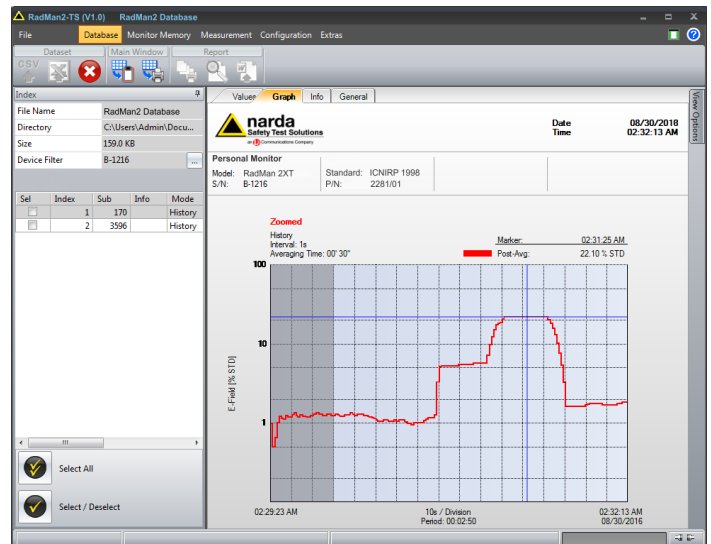 RadMan2-TS (V1.0) RadMan2 Database
File Database Monitor Memory Measurement Configuration Extras
Dataset Main Window Report
CSV
Index
File Name RadMan2 Database
Directory C:\Users\Admin\Docu...
Size 159.0 KB
Device Filter B-1216 ...
Sel Index Sub Info Mode
1 170 History
2 3596 History
Select All
Select / Deselect
Values Graph Info General
View Options
narda
Safety Test Solutions
an L3 Communications Company
Date 08/30/2016
Time 02:32:13 AM
Personal Monitor
Model: RadMan 2XT Standard: ICNIRP 1998
S/N: B-1216 P/N: 2281/01
Zoomed
History
Interval: 1s
Averaging Time: 00' 30"
Marker: 02:31:25 AM
Post-Avg: 22.10 % STD
100
10
1
E-Field [% STD]
02:29:23 AM 10s / Division 02:32:13 AM
Period: 00:02:50 08/30/2016